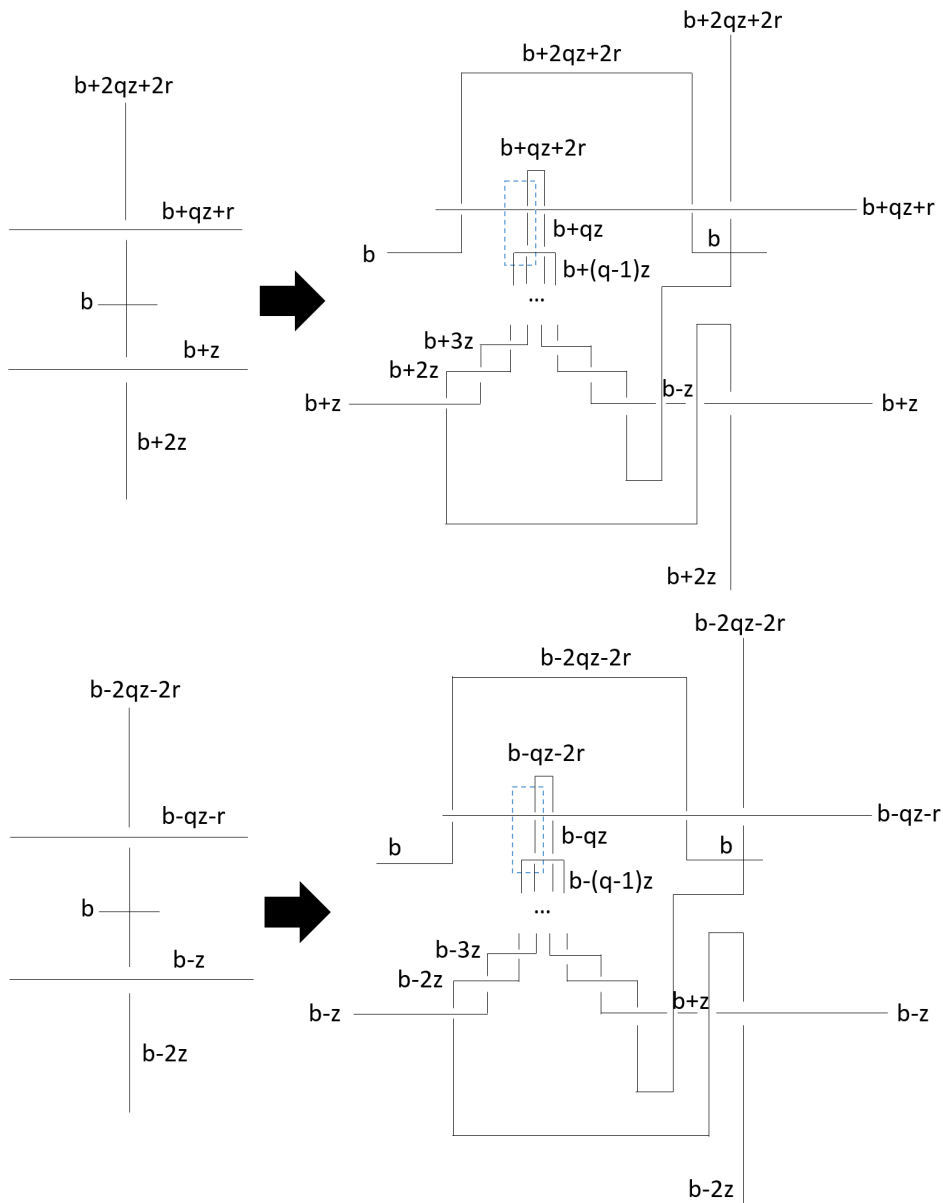 b+2qz+2r
b+2qz+2r
b+2qz+2r
b+qz+2r
b+qz+r
b+qz+r
b+qz
b
b
b+(q-1)z
b
...
b+z
b+3z
b+2z
b-z
b+z
b+z
b+2z
b+2z
b-2qz-2r
b-2qz-2r
b-2qz-2r
b-qz-2r
b-qz-r
b-qz-r
b-qz
b
b
b-(q-1)z
b
...
b-z
b-3z
b-2z
b+z
b-z
b-z
b-2z
b-2z